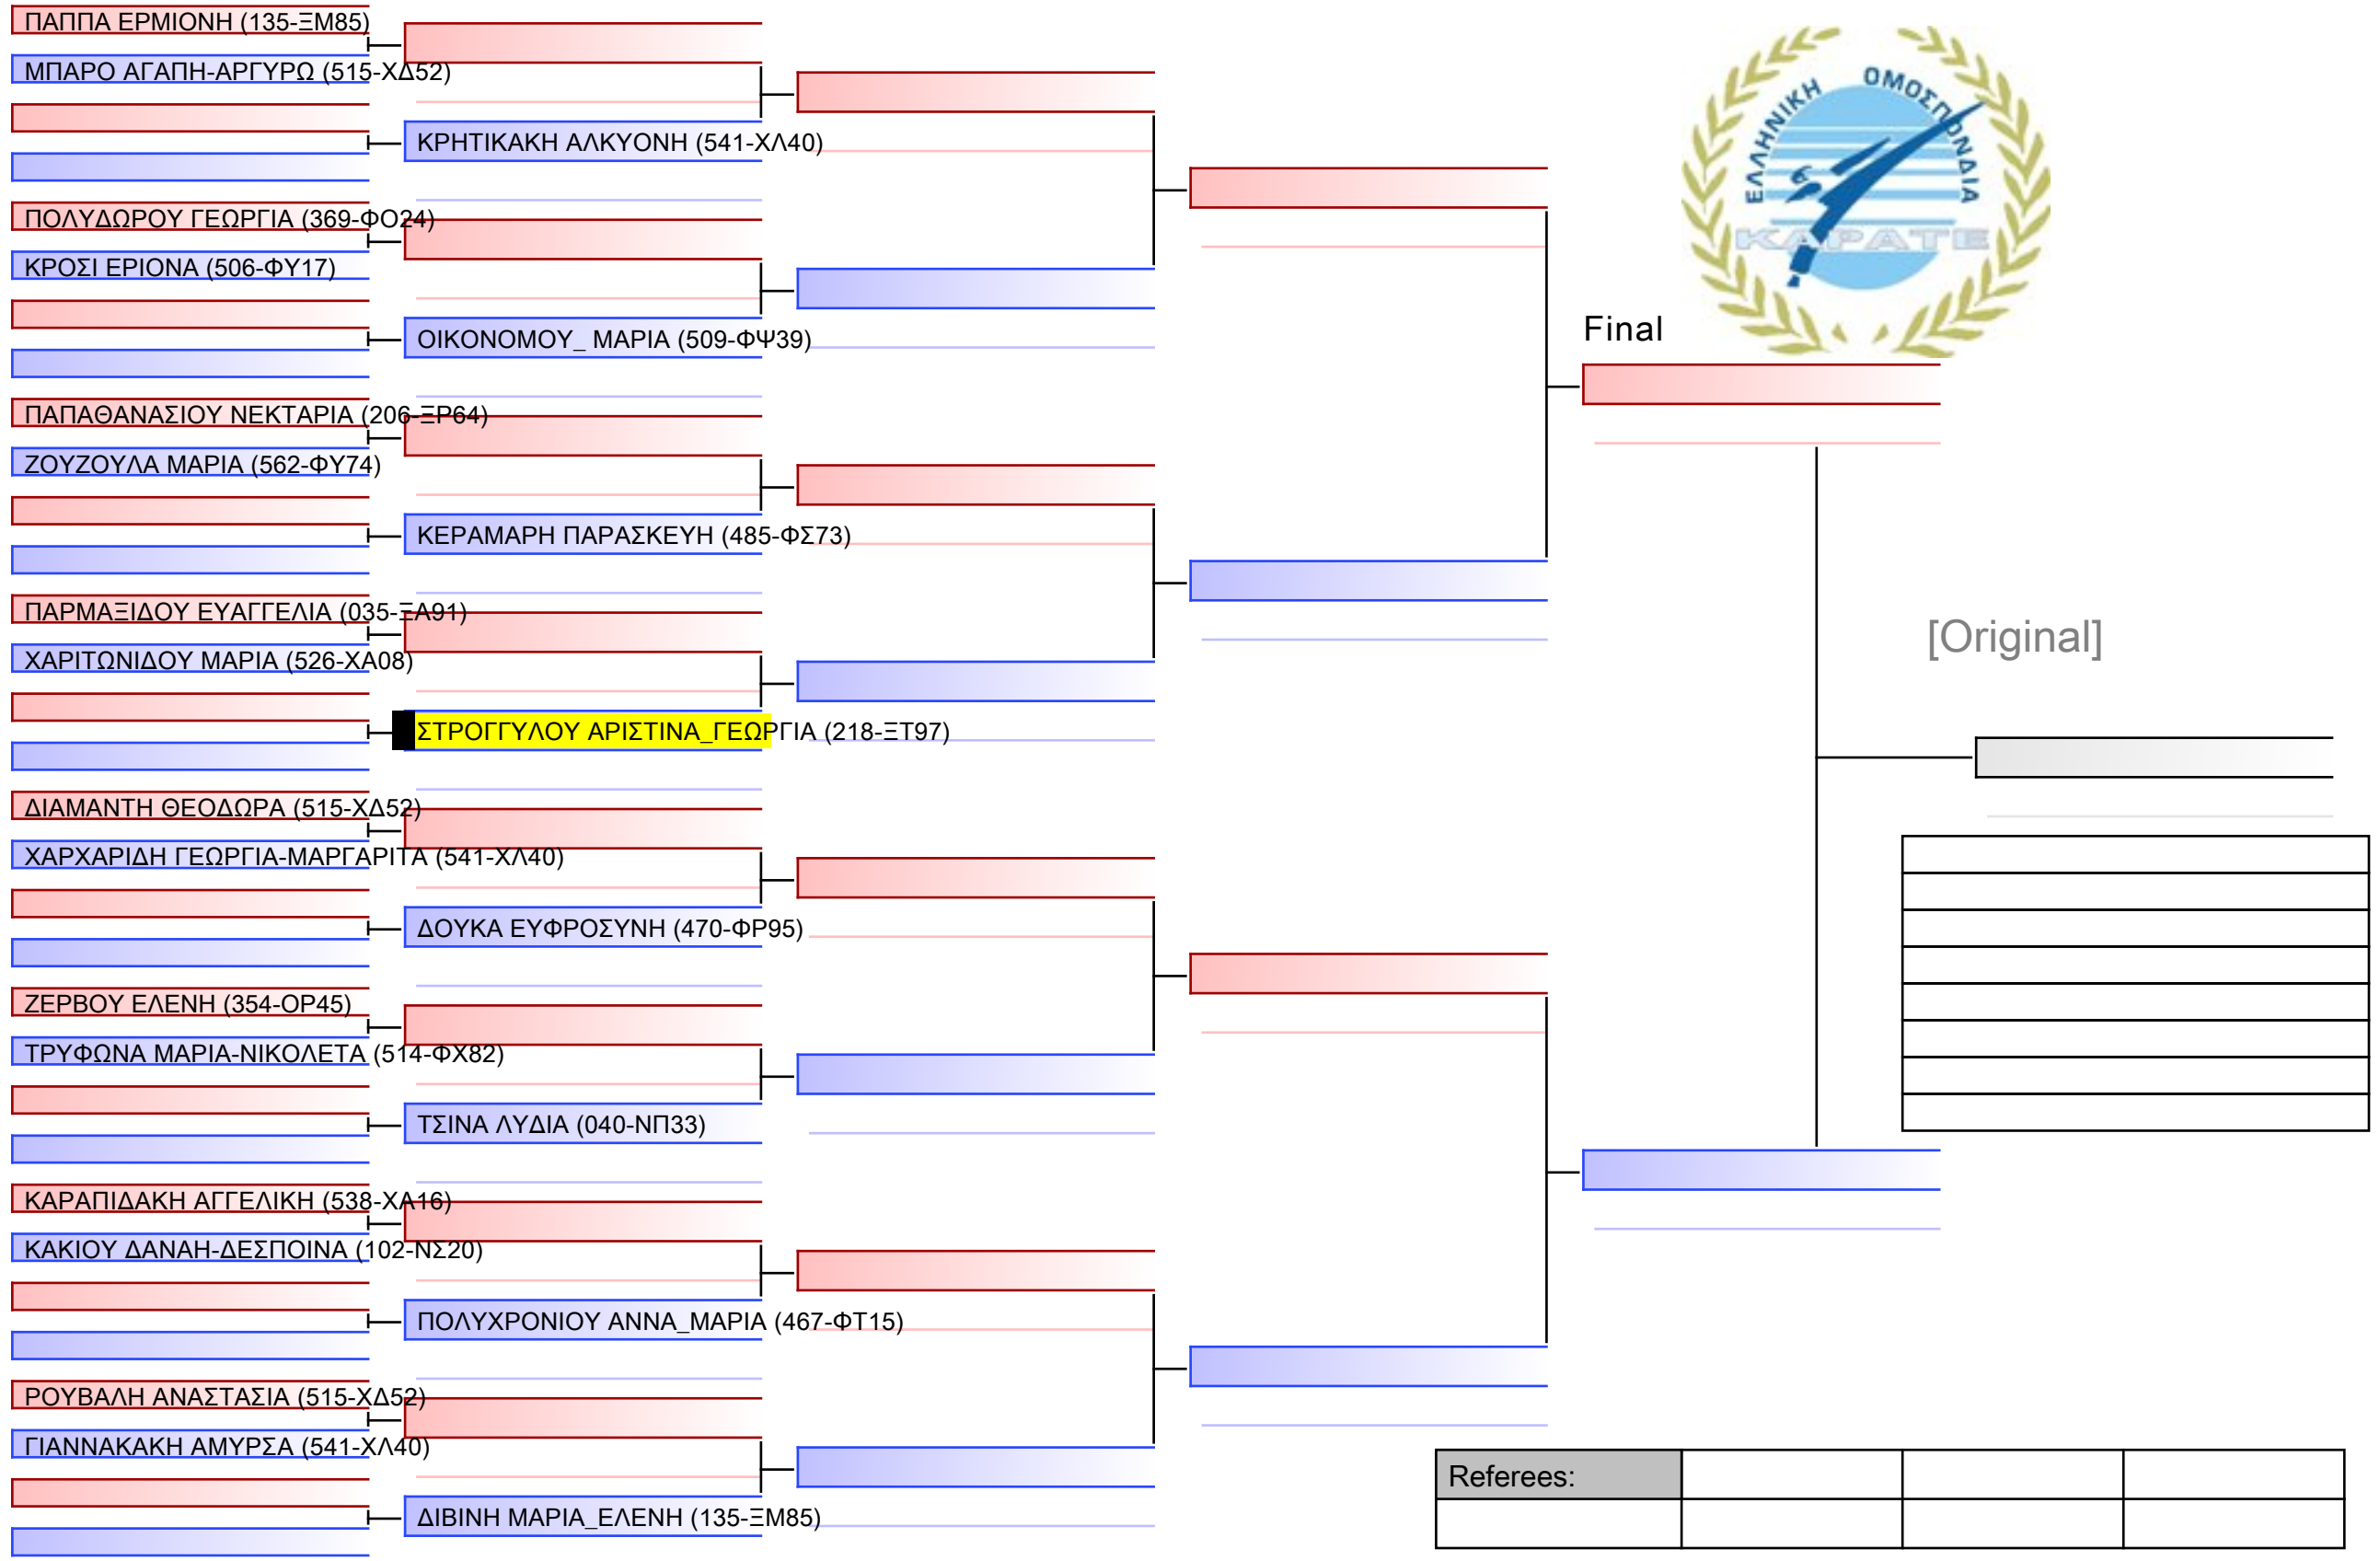 ΠΑΠΠΑ ΕΡΜΙΟΝΗ (135-ΞΜ85)
ΜΠΑΡΟ ΑΓΑΠΗ-ΑΡΓΥΡΩ (515-ΧΔ52)
ΚΡΗΤΙΚΑΚΗ ΑΛΚΥΟΝΗ (541-ΧΛ40)
ΠΟΛΥΔΩΡΟΥ ΓΕΩΡΓΙΑ (369-ΦΟ24)
ΚΡΟΣΙ ΕΡΙΟΝΑ (506-ΦΥ17)
ΟΙΚΟΝΟΜΟΥ_ ΜΑΡΙΑ (509-ΦΨ39)
ΠΑΠΑΘΑΝΑΣΙΟΥ ΝΕΚΤΑΡΙΑ (206-ΞΡ64)
ΖΟΥΖΟΥΛΑ ΜΑΡΙΑ (562-ΦΥ74)
ΚΕΡΑΜΑΡΗ ΠΑΡΑΣΚΕΥΗ (485-ΦΣ73)
ΠΑΡΜΑΞΙΔΟΥ ΕΥΑΓΓΕΛΙΑ (035-ΞΑ91)
ΧΑΡΙΤΩΝΙΔΟΥ ΜΑΡΙΑ (526-ΧΑ08)
ΣΤΡΟΓΓΥΛΟΥ ΑΡΙΣΤΙΝΑ_ΓΕΩΡΓΙΑ (218-ΞΤ97)
ΔΙΑΜΑΝΤΗ ΘΕΟΔΩΡΑ (515-ΧΔ52)
ΧΑΡΧΑΡΙΔΗ ΓΕΩΡΓΙΑ-ΜΑΡΓΑΡΙΤΑ (541-ΧΛ40)
ΔΟΥΚΑ ΕΥΦΡΟΣΥΝΗ (470-ΦΡ95)
ΖΕΡΒΟΥ ΕΛΕΝΗ (354-ΟΡ45)
ΤΡΥΦΩΝΑ ΜΑΡΙΑ-ΝΙΚΟΛΕΤΑ (514-ΦΧ82)
ΤΣΙΝΑ ΛΥΔΙΑ (040-ΝΠ33)
ΚΑΡΑΠΙΔΑΚΗ ΑΓΓΕΛΙΚΗ (538-ΧΑ16)
ΚΑΚΙΟΥ ΔΑΝΑΗ-ΔΕΣΠΟΙΝΑ (102-ΝΣ20)
ΠΟΛΥΧΡΟΝΙΟΥ ΑΝΝΑ_ΜΑΡΙΑ (467-ΦΤ15)
ΡΟΥΒΑΛΗ ΑΝΑΣΤΑΣΙΑ (515-ΧΔ52)
ΓΙΑΝΝΑΚΑΚΗ ΑΜΥΡΣΑ (541-ΧΛ40)
ΔΙΒΙΝΗ ΜΑΡΙΑ_ΕΛΕΝΗ (135-ΞΜ85)
ΕΛΛΗΝΙΚΗ ΟΜΟΣΠΟΝΔΙΑ
ΚΑΡΑΤΕ
Final
[Original]
Referees: